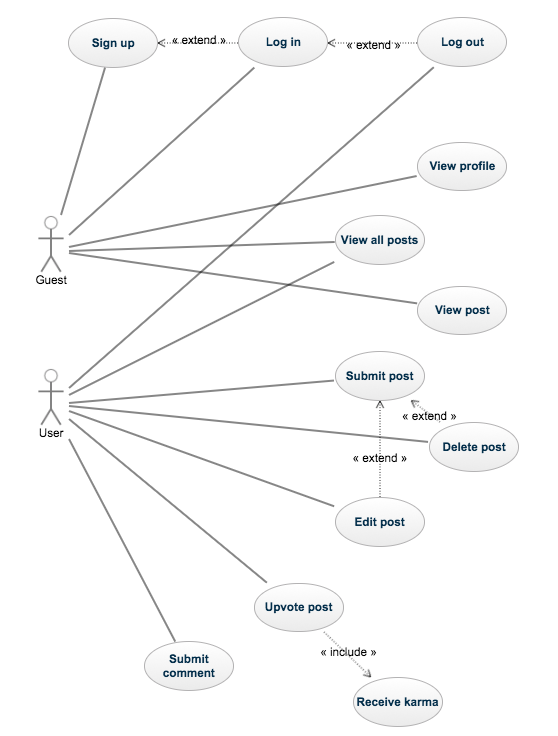 Sign up
« extend »
Log in
« extend »
Log out
View profile
View all posts
Guest
View post
Submit post
« extend »
User
Delete post
« extend »
Edit post
Upvote post
« include »
Submit
comment
Receive karma